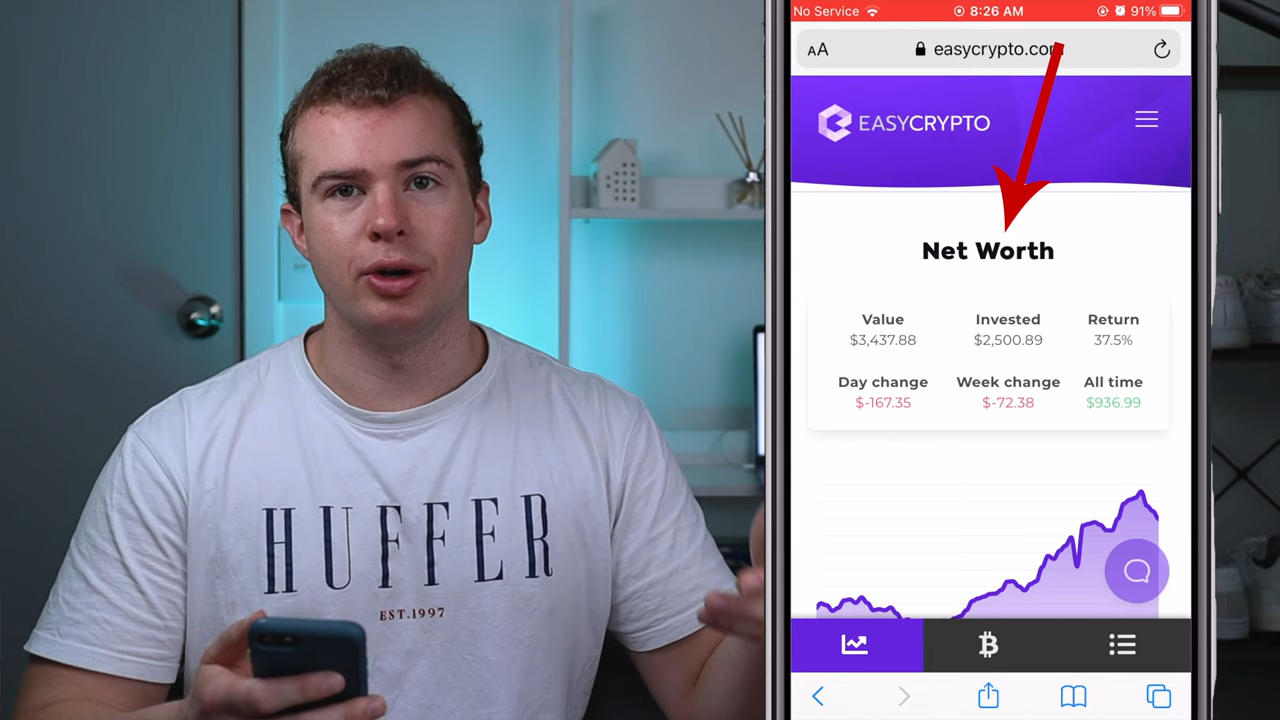 HUFFER
EST.1997
No Service 8:26 AM 91%
AA easycrypto.com
EASYCRYPTO
Net Worth
Value Invested Return
$3,437.88 $2,500.89 37.5%
Day change Week change All time
$-167.35 $-72.38 $936.99